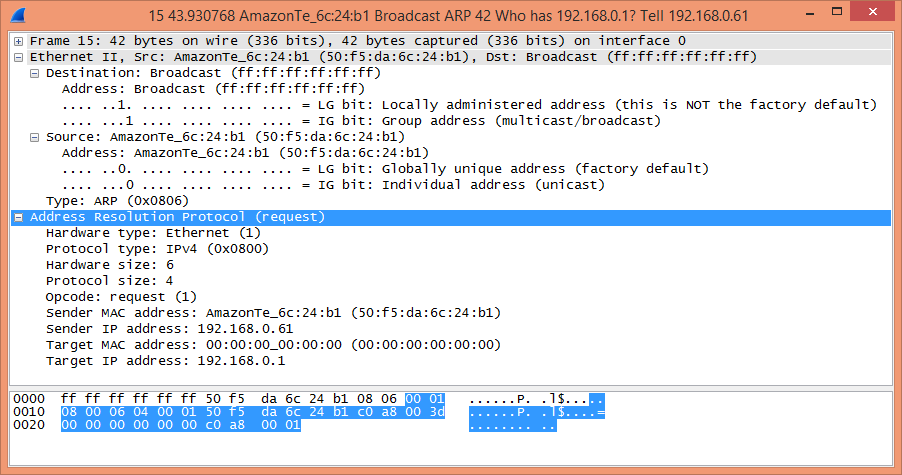 15 43.930768 AmazonTe_6c:24:b1 Broadcast ARP 42 Who has 192.168.0.1? Tell 192.168.0.61
Frame 15: 42 bytes on wire (336 bits), 42 bytes captured (336 bits) on interface 0
Ethernet II, Src: AmazonTe_6c:24:b1 (50:f5:da:6c:24:b1), Dst: Broadcast (ff:ff:ff:ff:ff:ff)
Destination: Broadcast (ff:ff:ff:ff:ff:ff)
Address: Broadcast (ff:ff:ff:ff:ff:ff)
.... ..1. .... .... .... .... = LG bit: Locally administered address (this is NOT the factory default)
.... ...1 .... .... .... .... = IG bit: Group address (multicast/broadcast)
Source: AmazonTe_6c:24:b1 (50:f5:da:6c:24:b1)
Address: AmazonTe_6c:24:b1 (50:f5:da:6c:24:b1)
.... ..0. .... .... .... .... = LG bit: Globally unique address (factory default)
.... ...0 .... .... .... .... = IG bit: Individual address (unicast)
Type: ARP (0x0806)
Address Resolution Protocol (request)
Hardware type: Ethernet (1)
Protocol type: IPv4 (0x0800)
Hardware size: 6
Protocol size: 4
Opcode: request (1)
Sender MAC address: AmazonTe_6c:24:b1 (50:f5:da:6c:24:b1)
Sender IP address: 192.168.0.61
Target MAC address: 00:00:00_00:00:00 (00:00:00:00:00:00)
Target IP address: 192.168.0.1
0000 ff ff ff ff ff ff 50 f5 da 6c 24 b1 08 06 00 01 ......P. .l$.....
0010 08 00 06 04 00 01 50 f5 da 6c 24 b1 c0 a8 00 3d ......P. .l$....=
0020 00 00 00 00 00 00 c0 a8 00 01 ........ ..